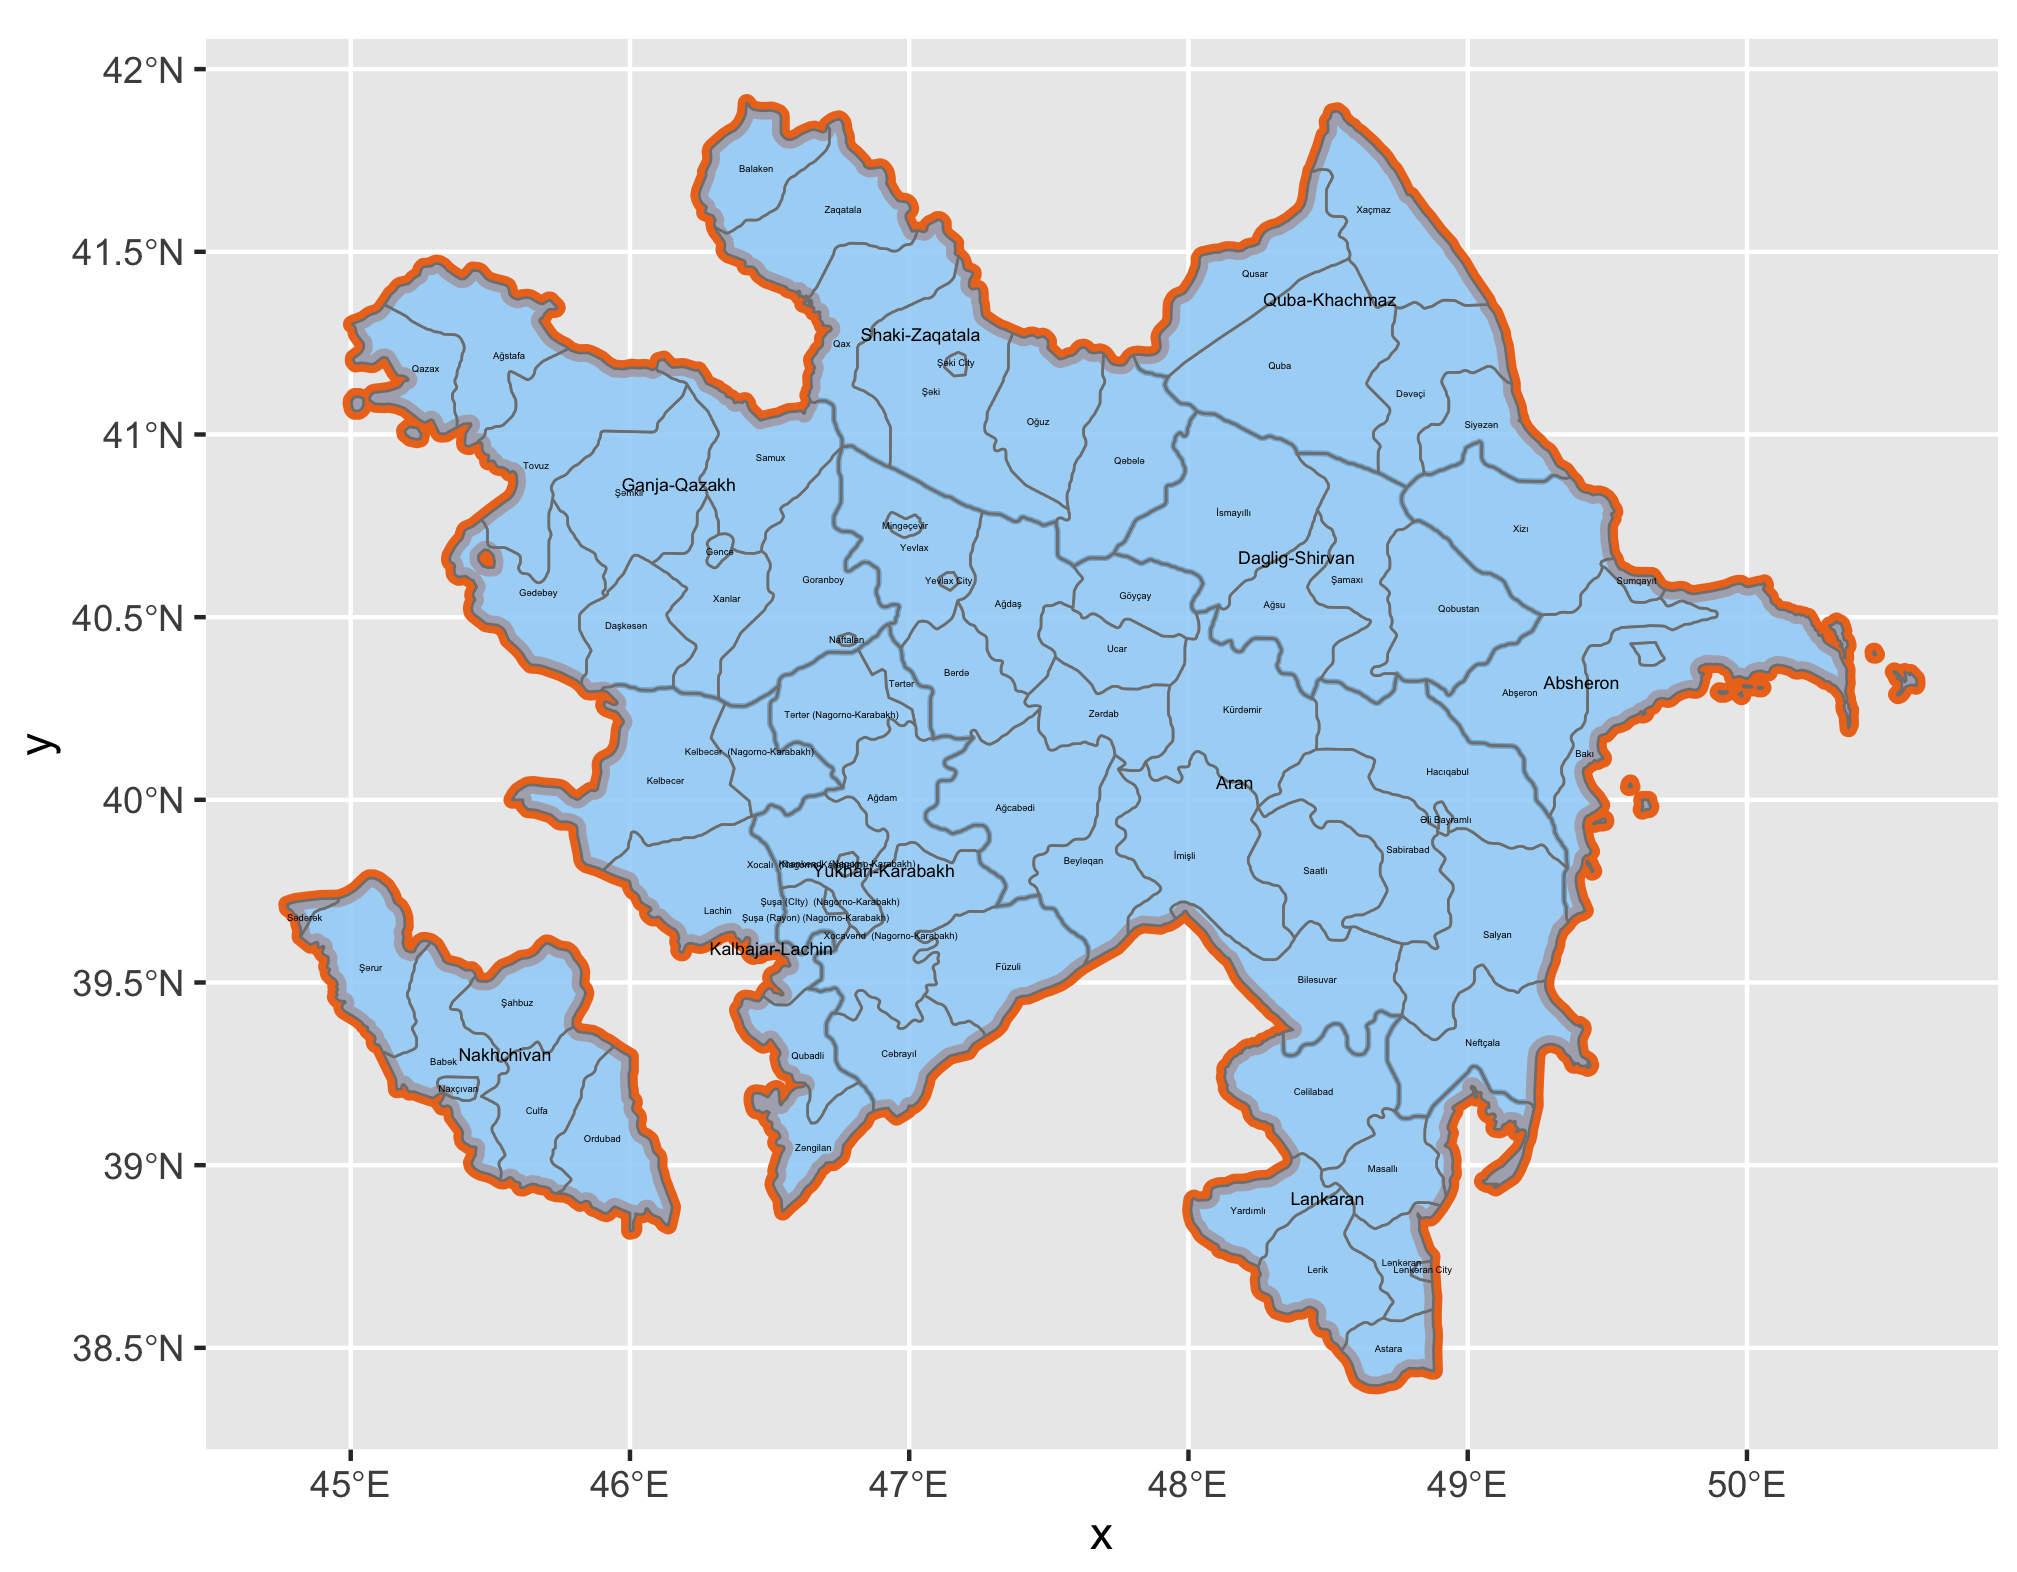 42°N
41.5°N
41°N
40.5°N
40°N
39.5°N
39°N
38.5°N
y
Balakən
Zaqatala
Xaçmaz
Qusar
Quba-Khachmaz
Shaki-Zaqatala
Qax
Ağstafa
Şəki City
Quba
Qazax
Şəki
Dəvəçi
Oğuz
Siyəzən
Samux
Qəbələ
Tovuz
Ganja-Qazakh
Şəmkir
İsmayıllı
Mingəçevir
Xizı
Yevlax
Gəncə
Daglig-Shirvan
Goranboy
Yevlax City
Şamaxı
Sumqayıt
Gədəbəy
Xanlar
Göyçay
Ağdaş
Ağsu
Qobustan
Daşkəsən
Naftalan
Ucar
Bərdə
Tərtər
Absheron
Abşeron
Tərtər (Nagorno-Karabakh)
Zərdab
Kürdəmir
Kəlbəcər (Nagorno-Karabakh)
Bakı
Kəlbəcər
Hacıqabul
Aran
Ağdam
Ağcabədi
Əli Bayramlı
Sabirabad
Xocalı
Beyləqan
İmişli
Yukhari-Karabakh
Saatlı
Şuşa (City) (Nagorno-Karabakh)
Lachin
Şuşa (Rayon) (Nagorno-Karabakh)
Sədərək
Xocavənd (Nagorno-Karabakh)
Salyan
Kalbajar-Lachin
Şərur
Füzuli
Biləsuvar
Şahbuz
Neftçala
Nakhchivan
Babək
Qubadli
Cəbrayıl
Naxçıvan
Cəlilabad
Culfa
Ordubad
Zəngilan
Masallı
Lankaran
Yardımlı
Lənkəran
Lerik
Lənkəran City
Astara
45°E 46°E 47°E 48°E 49°E 50°E
x